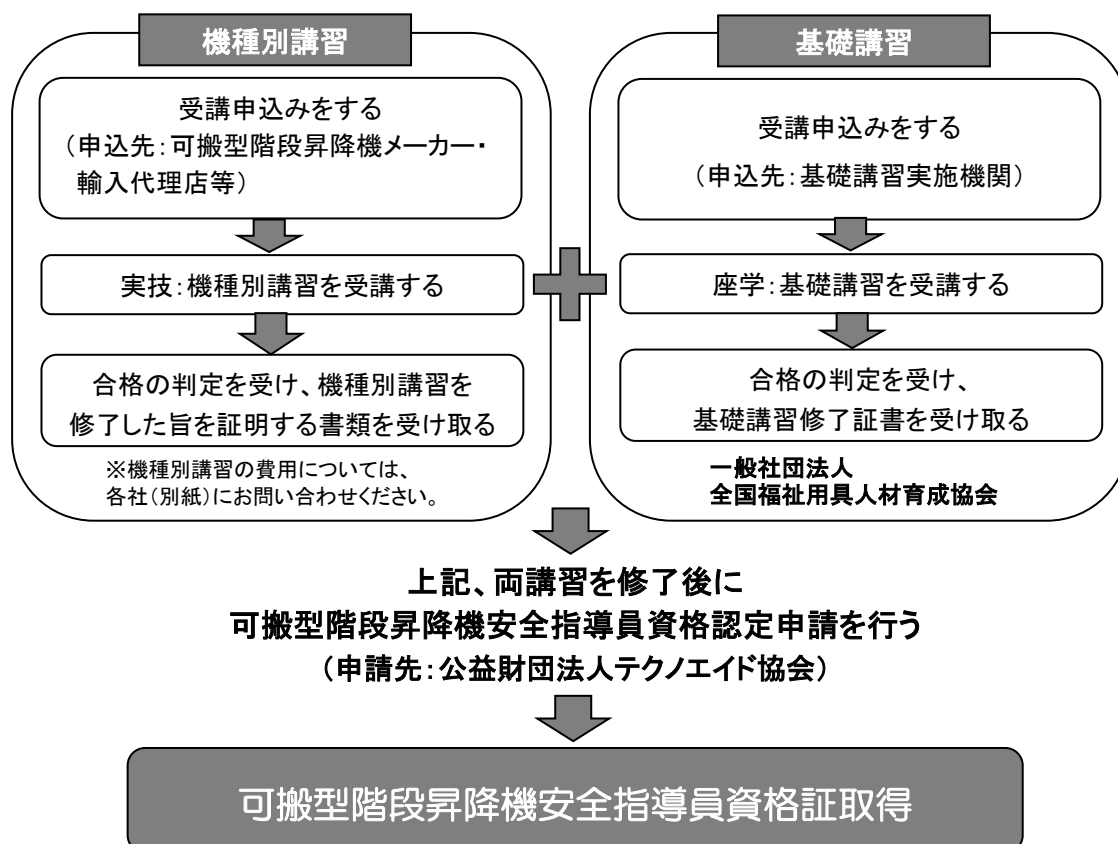 機種別講習
受講申込みをする
(申込先:可搬型階段昇降機メーカー・
輸入代理店等)
実技:機種別講習を受講する
合格の判定を受け、機種別講習を
修了した旨を証明する書類を受け取る
※機種別講習の費用については、
各社(別紙)にお問い合わせください。
基礎講習
受講申込みをする
(申込先:基礎講習実施機関)
座学:基礎講習を受講する
合格の判定を受け、
基礎講習修了証書を受け取る
一般社団法人
全国福祉用具人材育成協会
上記、両講習を修了後に
可搬型階段昇降機安全指導員資格認定申請を行う
(申請先:公益財団法人テクノエイド協会)
可搬型階段昇降機安全指導員資格証取得